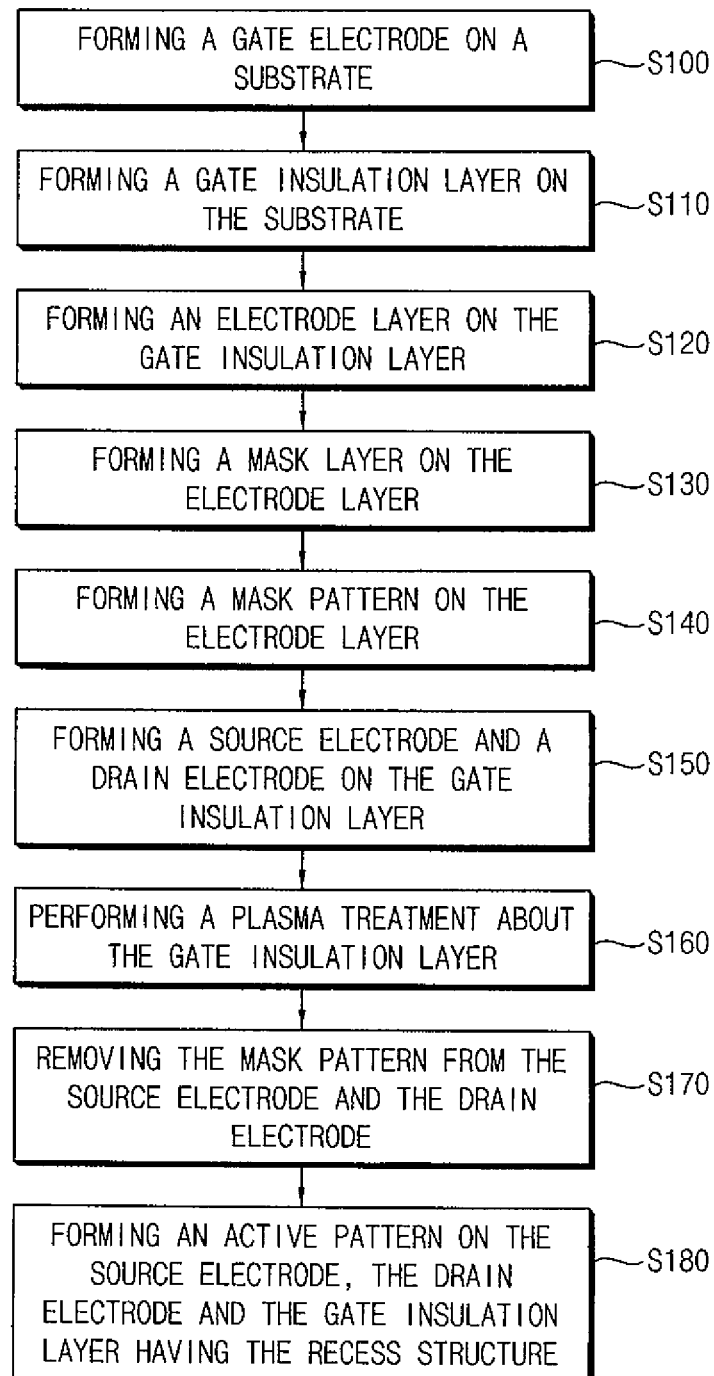 FORMING A GATE ELECTRODE ON A
SUBSTRATE
S100
FORMING A GATE INSULATION LAYER ON
THE SUBSTRATE
S110
FORMING AN ELECTRODE LAYER ON THE
GATE INSULATION LAYER
S120
FORMING A MASK LAYER ON THE
ELECTRODE LAYER
S130
FORMING A MASK PATTERN ON THE
ELECTRODE LAYER
S140
FORMING A SOURCE ELECTRODE AND A
DRAIN ELECTRODE ON THE GATE
INSULATION LAYER
S150
PERFORMING A PLASMA TREATMENT ABOUT
THE GATE INSULATION LAYER
S160
REMOVING THE MASK PATTERN FROM THE
SOURCE ELECTRODE AND THE DRAIN
ELECTRODE
S170
FORMING AN ACTIVE PATTERN ON THE
SOURCE ELECTRODE, THE DRAIN
ELECTRODE AND THE GATE INSULATION
LAYER HAVING THE RECESS STRUCTURE
S180